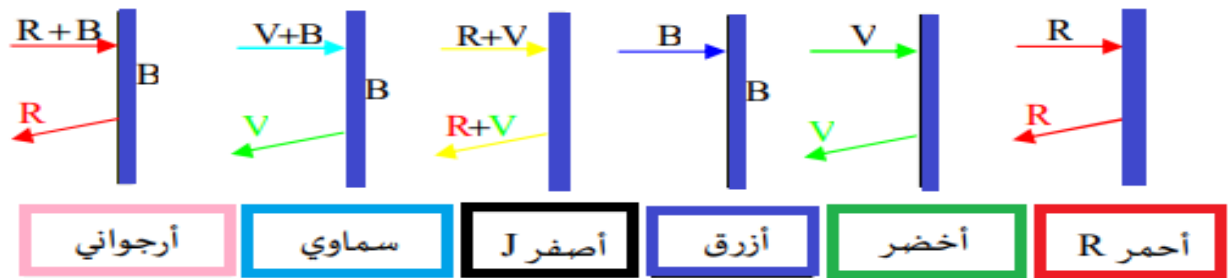 R+B V+B R+V B V R
B B B
R V R+V V R
أحمر R أخضر أزرق أصفر J سماوي أرجواني